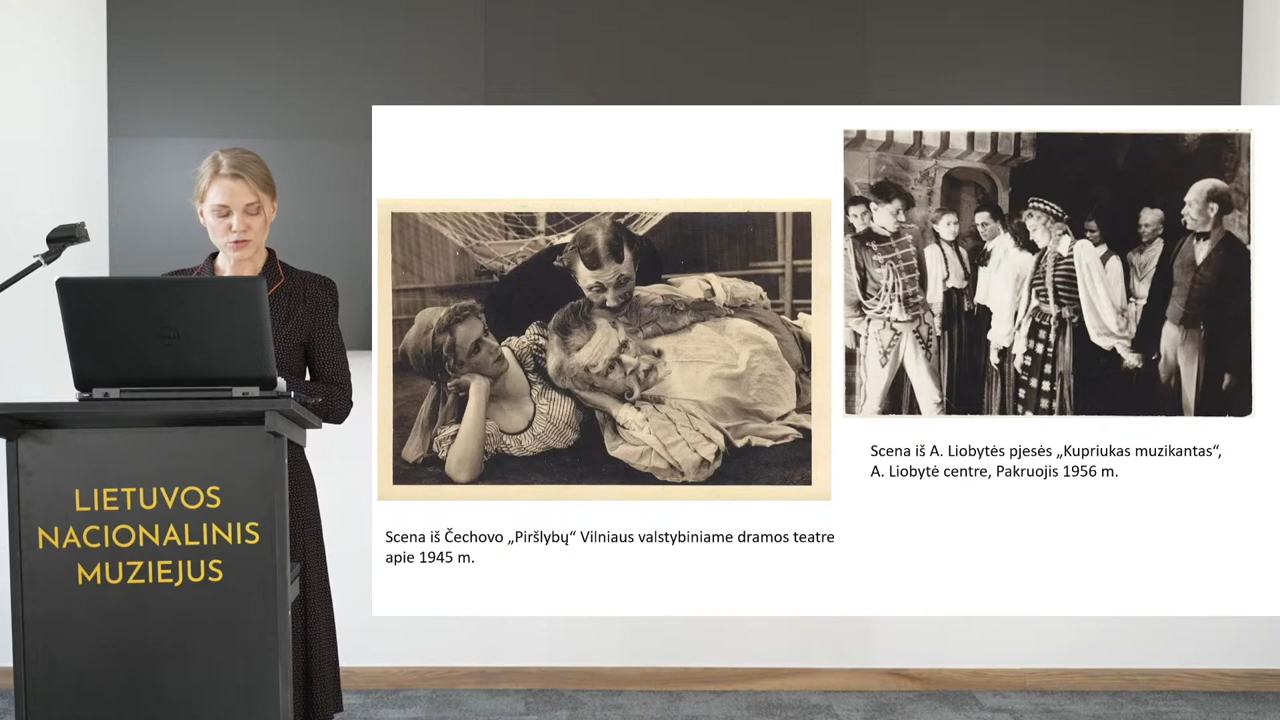 LIETUVOS
NACIONALINIS
MUZIEJUS
Scena iš Čechovo „Piršlybų“ Vilniaus valstybiniame dramos teatre
apie 1945 m.
Scena iš A. Liobytės pjesės „Kupriukas muzikantas“,
A. Liobytė centre, Pakruojis 1956 m.